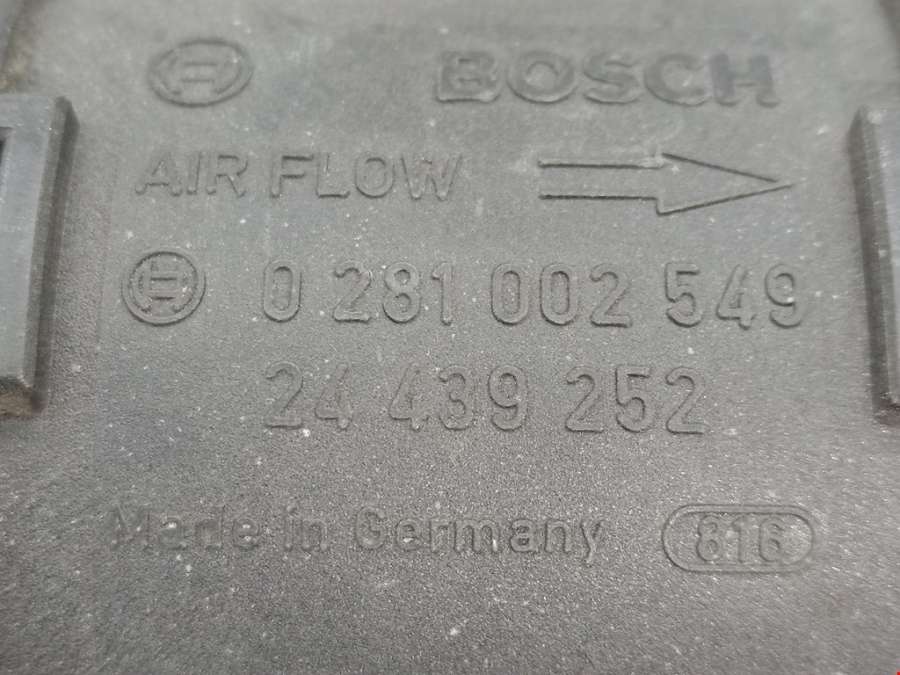 BOSCH
AIR FLOW
0 281 002 549
24 439 252
Made in Germany 816